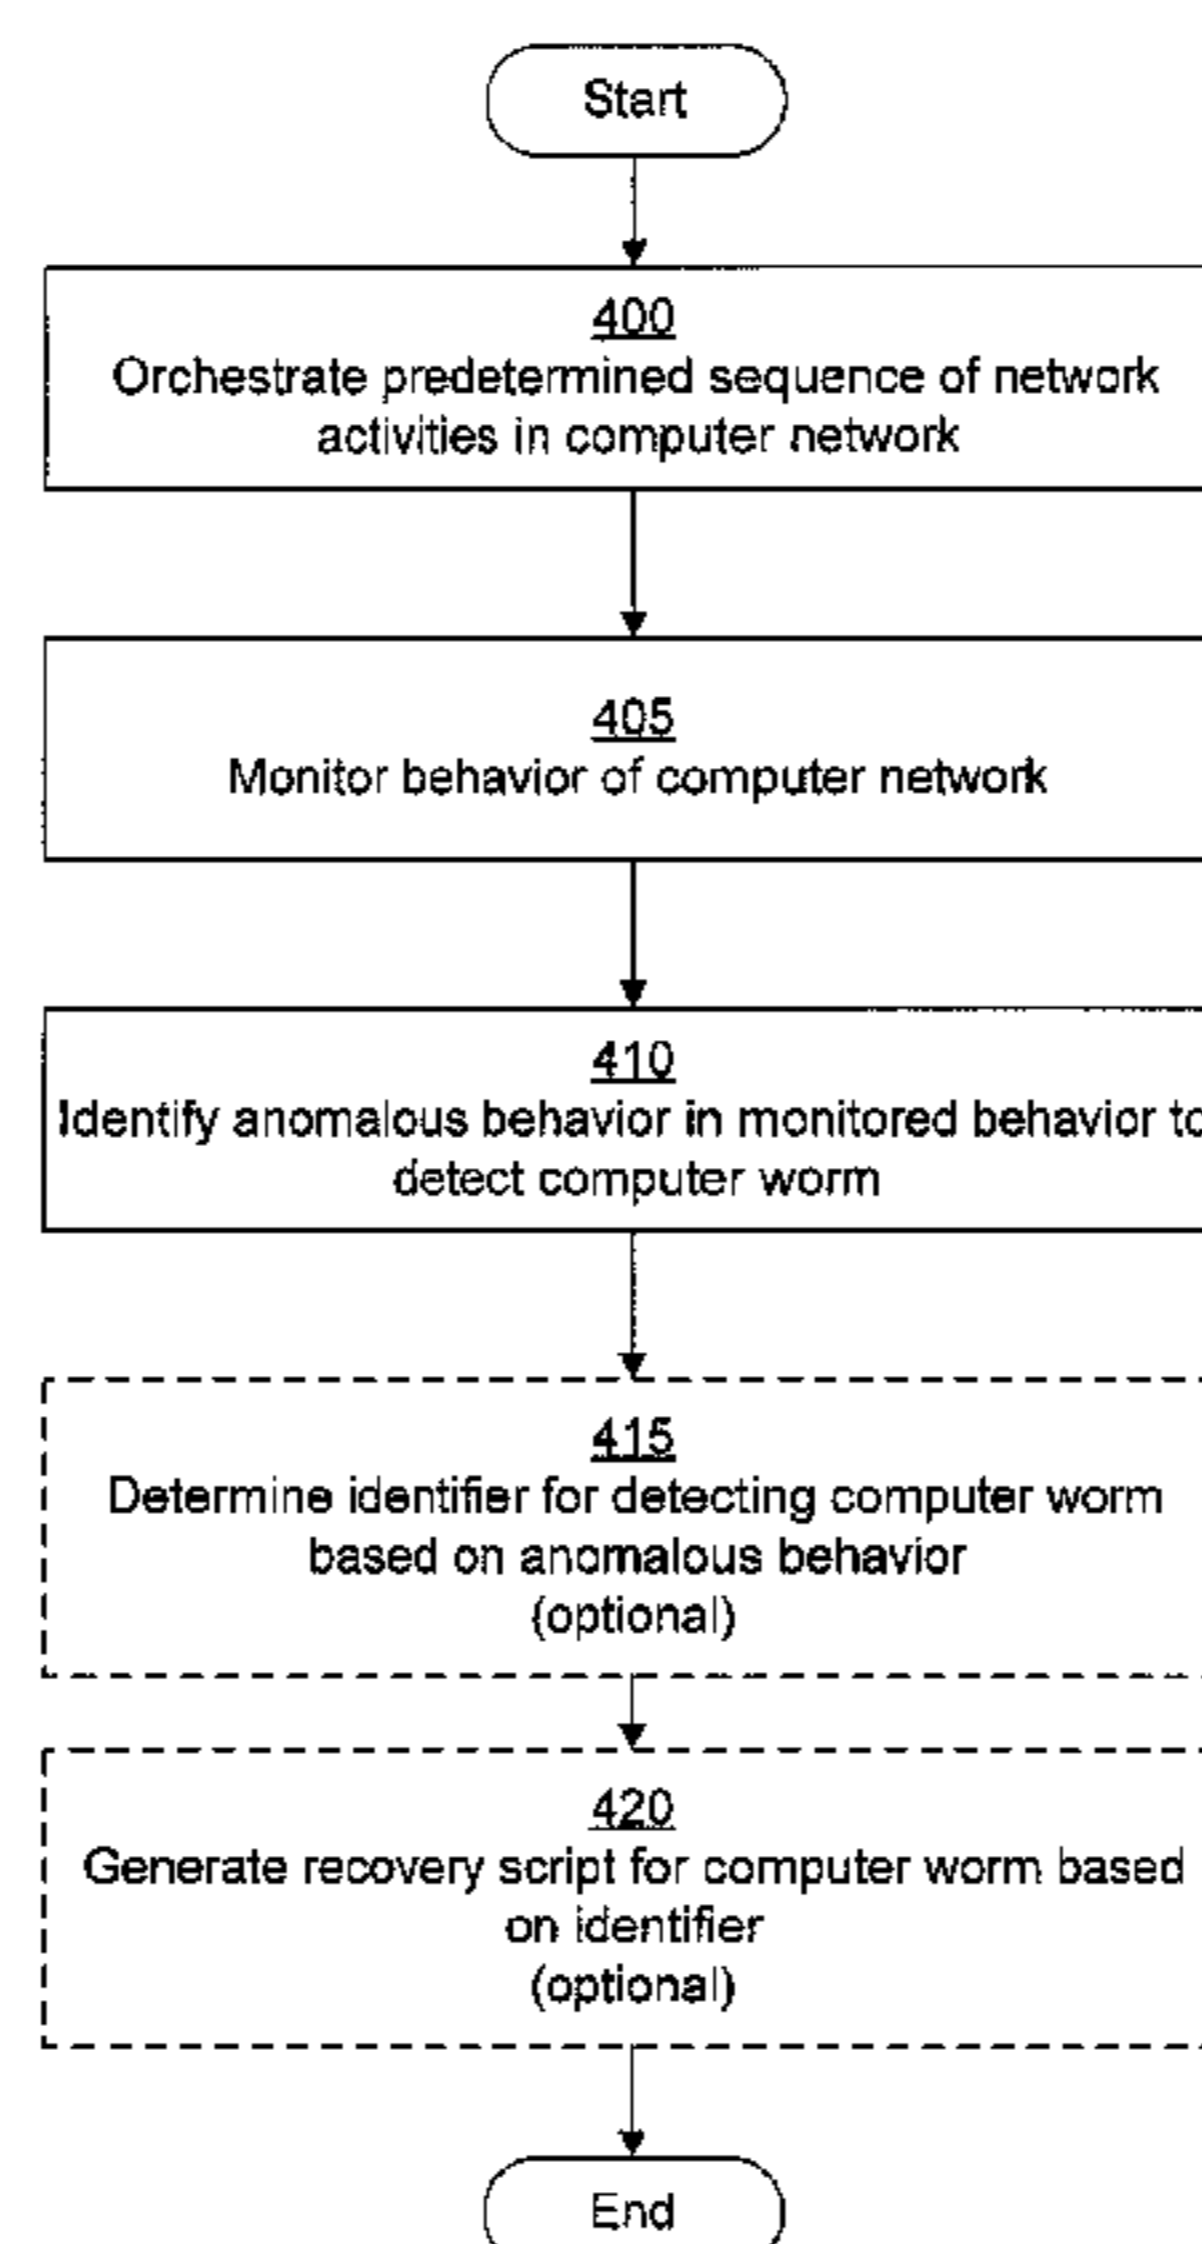 Start
400
Orchestrate predetermined sequence of network
activities in computer network
405
Monitor behavior of computer network
410
Identify anomalous behavior in monitored behavior to
detect computer worm
415
Determine identifier for detecting computer worm
based on anomalous behavior
(optional)
420
Generate recovery script for computer worm based
on identifier
(optional)
End